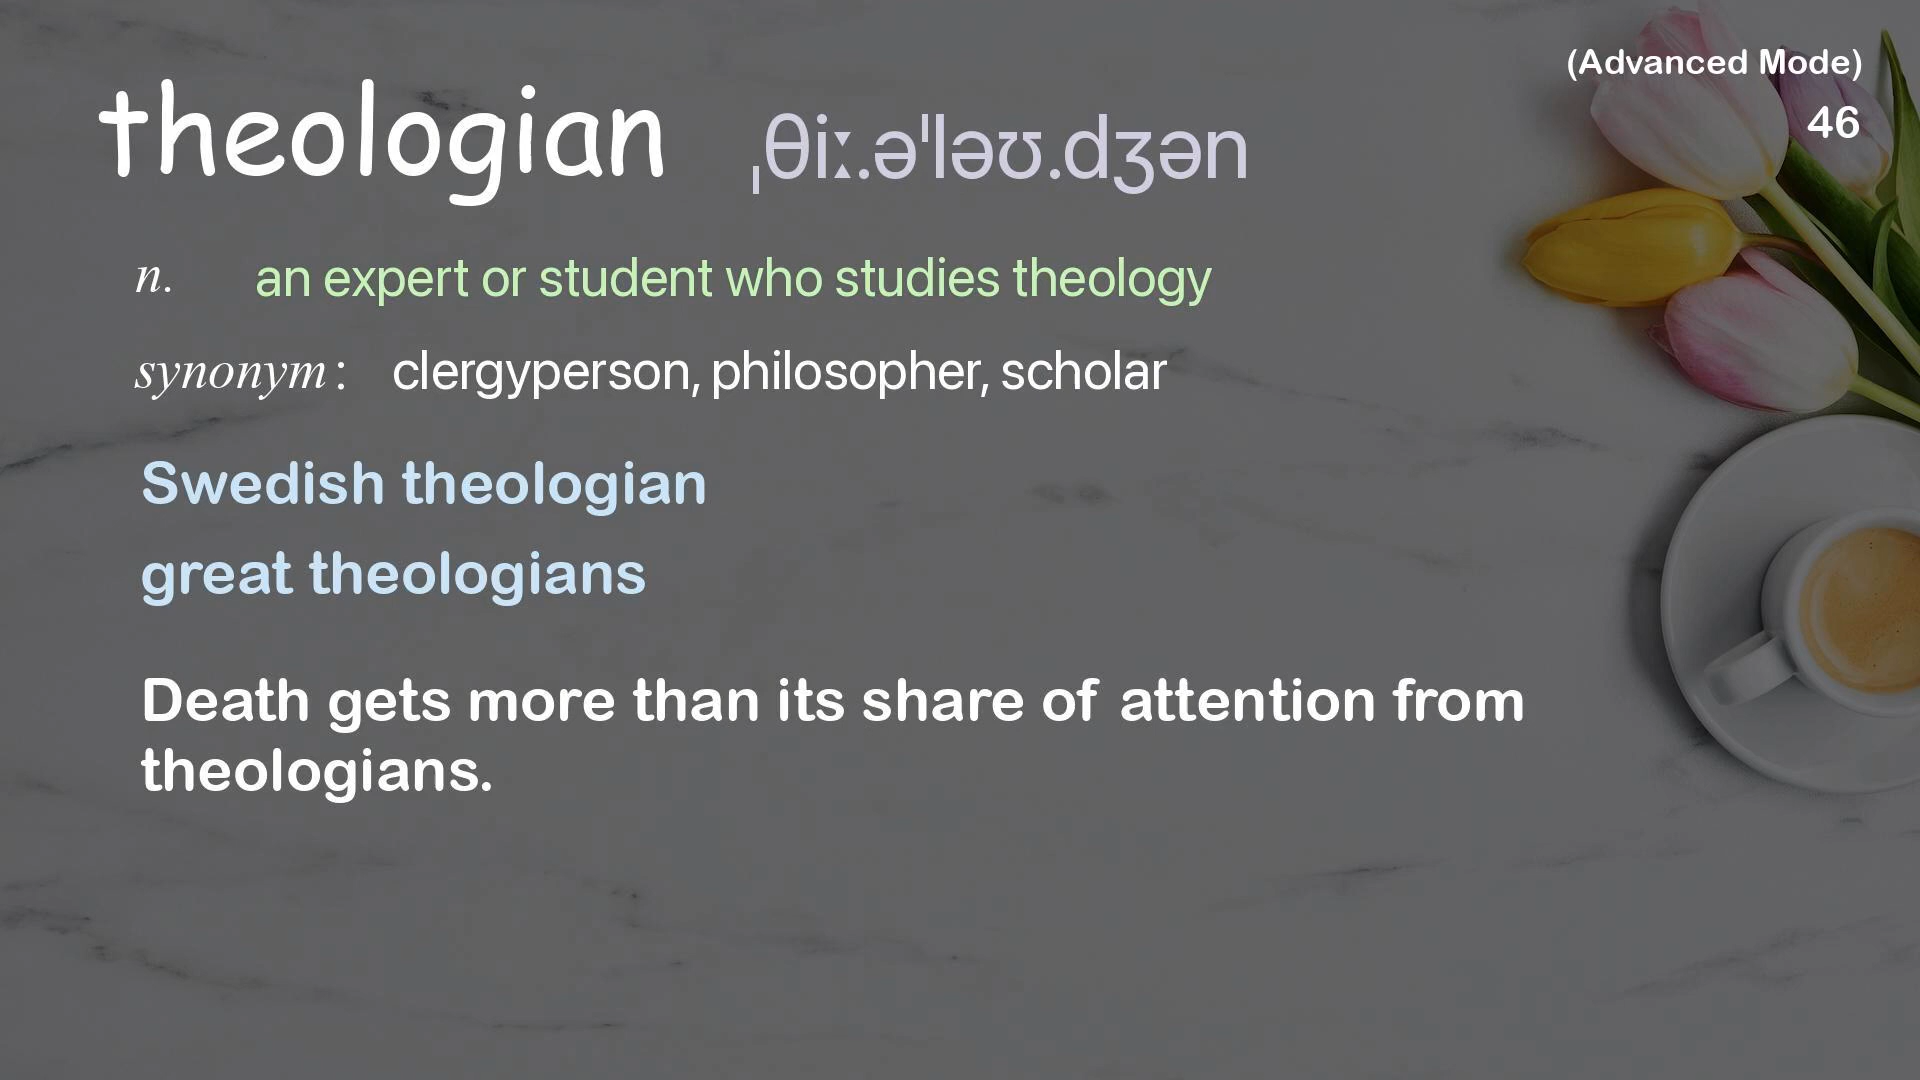 (Advanced Mode)
46
theologian ˌθiː.əˈləʊ.dʒən
n. an expert or student who studies theology
synonym : clergyperson, philosopher, scholar
Swedish theologian
great theologians
Death gets more than its share of attention from
theologians.